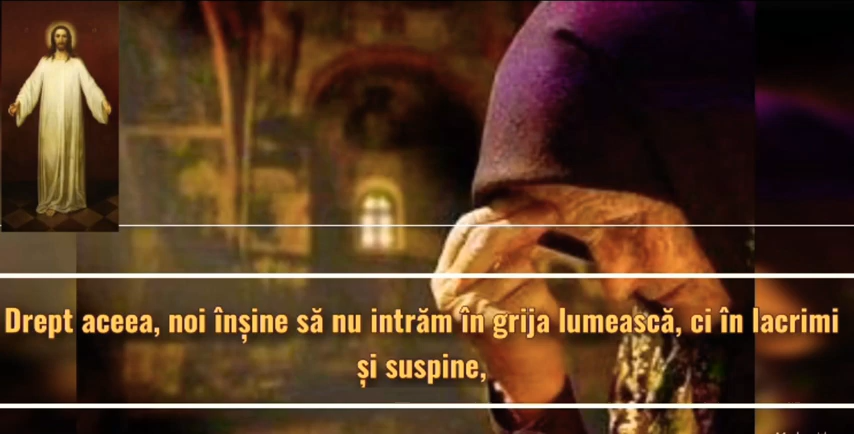 Drept aceea, noi înșine să nu intrăm în grija lumească, ci în lacrimi
și suspine,